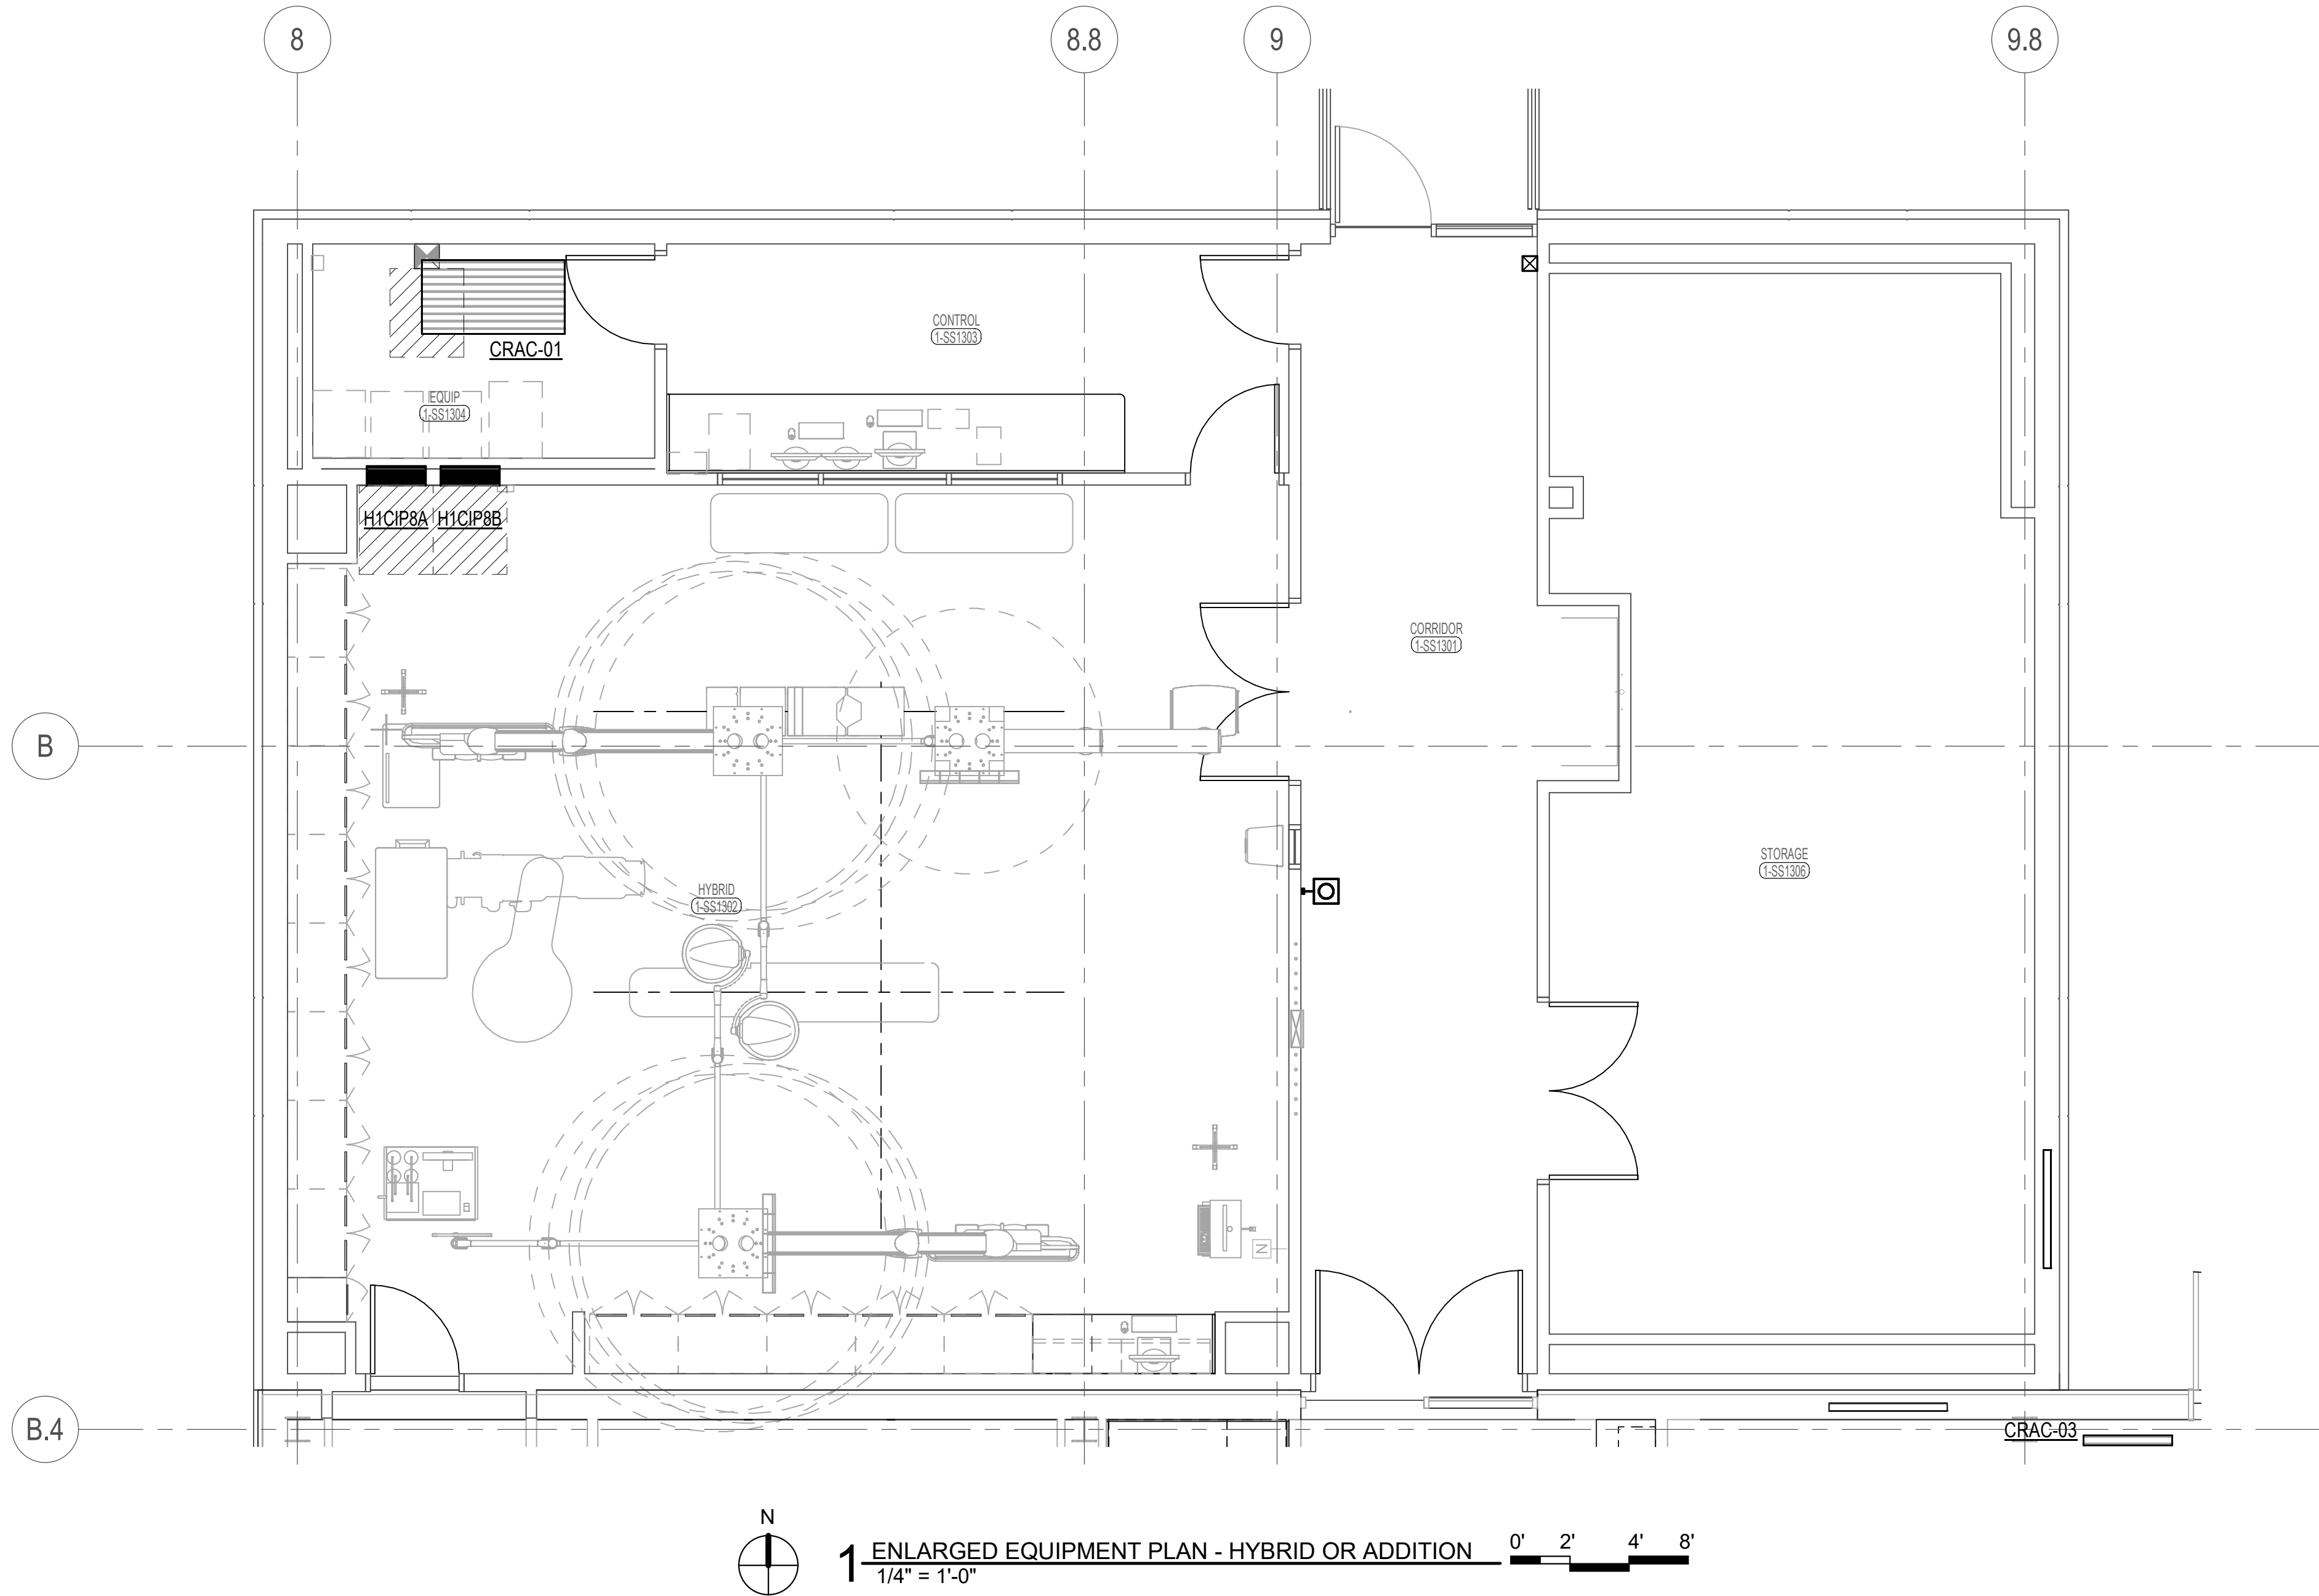 8
8.8
9
9.8
CONTROL
1-SS1303
CRAC-01
EQUIP
1-SS1304
H1CIP8A
H1CIP8B
CORRIDOR
1-SS1301
B
STORAGE
1-SS1306
HYBRID
1-SS1302
N
B.4
CRAC-03
N
1
ENLARGED EQUIPMENT PLAN - HYBRID OR ADDITION
1/4" = 1'-0"
0' 2' 4' 8'